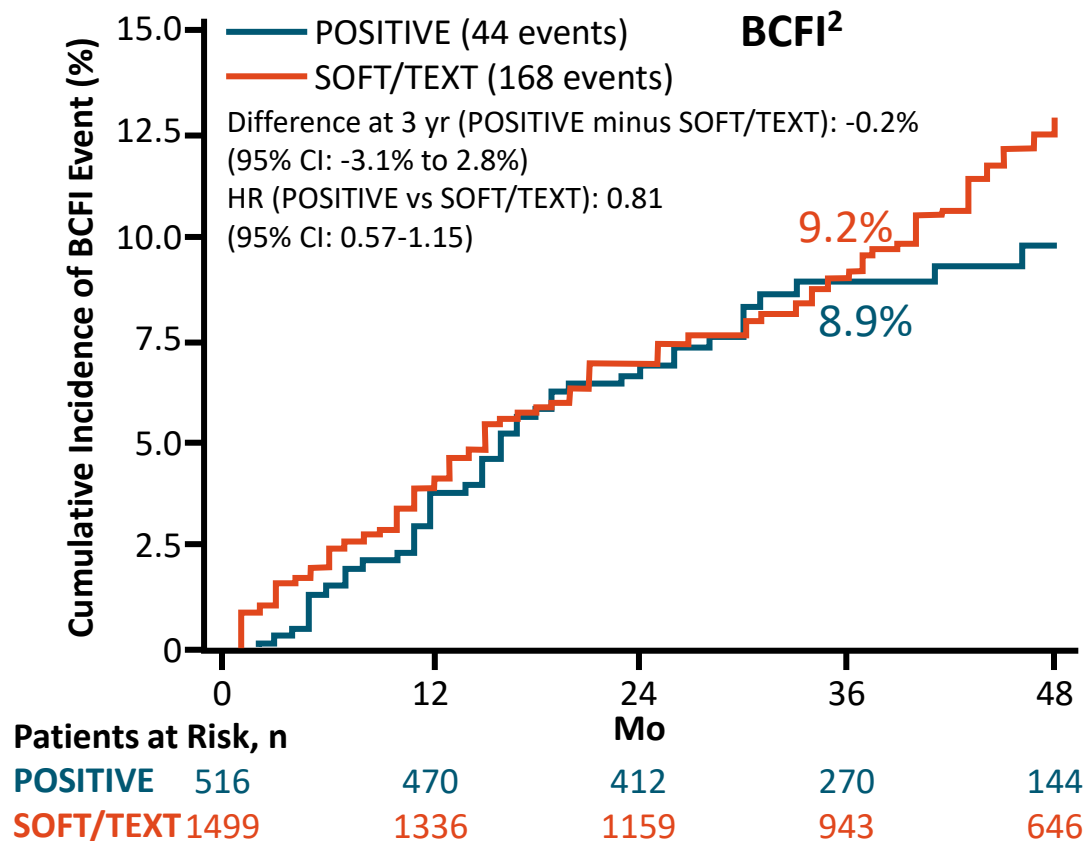 BCFI²
POSITIVE (44 events)
SOFT/TEXT (168 events)
Difference at 3 yr (POSITIVE minus SOFT/TEXT): -0.2%
(95% CI: -3.1% to 2.8%)
HR (POSITIVE vs SOFT/TEXT): 0.81
(95% CI: 0.57-1.15)
Cumulative Incidence of BCFI Event (%)
15.0
12.5
10.0
7.5
5.0
2.5
0
9.2%
8.9%
0 12 24 36 48
Mo
Patients at Risk, n
POSITIVE 516 470 412 270 144
SOFT/TEXT 1499 1336 1159 943 646